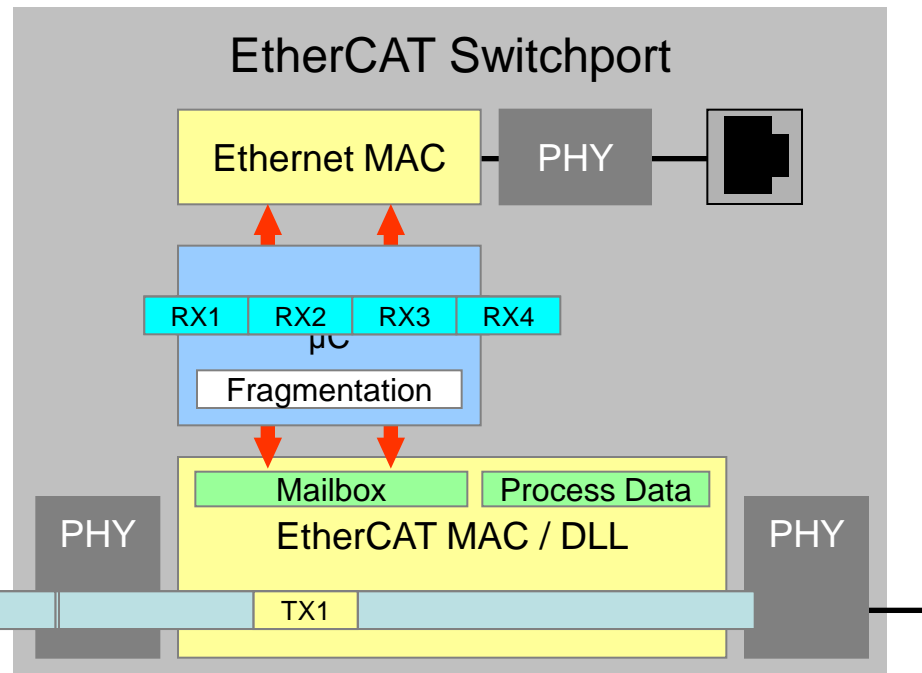 EtherCAT Switchport
Ethernet MAC
PHY
RX1
RX2
RX3
RX4
µC
Fragmentation
Mailbox
Process Data
PHY
EtherCAT MAC / DLL
PHY
TX1